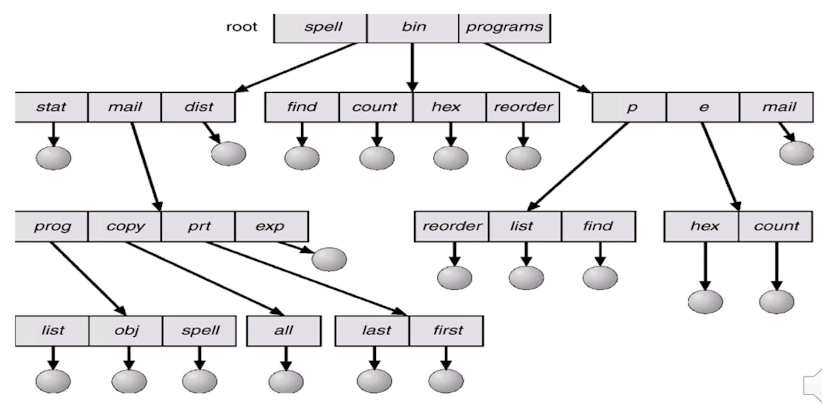 root spell bin programs
stat mail dist find count hex reorder p e mail
prog copy prt exp reorder list find hex count
list obj spell all last first